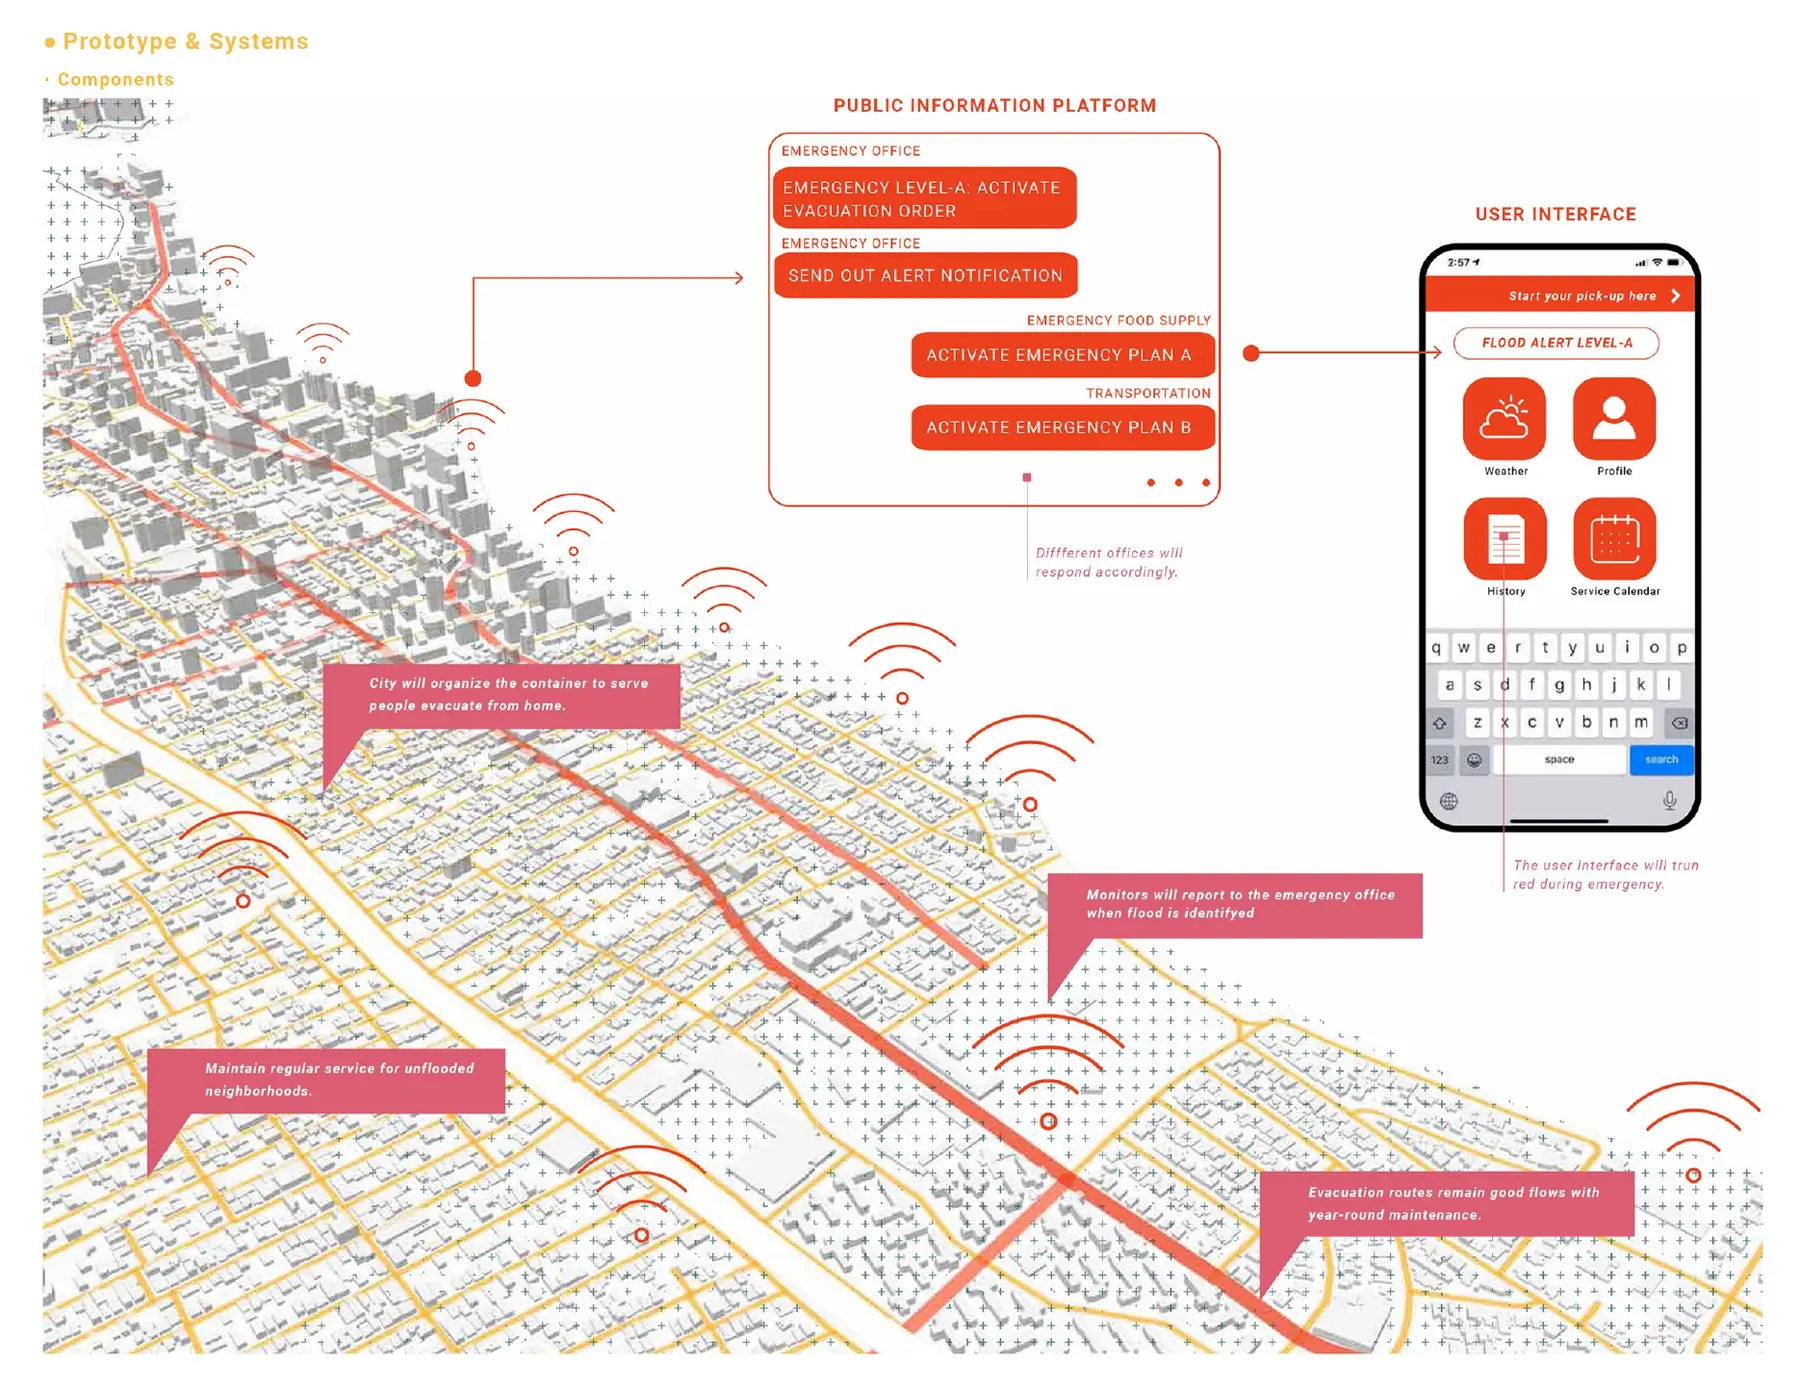 • Prototype & Systems
· Components
PUBLIC INFORMATION PLATFORM
EMERGENCY OFFICE
EMERGENCY LEVEL-A: ACTIVATE
EVACUATION ORDER
EMERGENCY OFFICE
SEND OUT ALERT NOTIFICATION
EMERGENCY FOOD SUPPLY
ACTIVATE EMERGENCY PLAN A
TRANSPORTATION
ACTIVATE EMERGENCY PLAN B
• • •
Diffferent offices will
respond accordingly.
USER INTERFACE
2:57
Start your pick-up here
FLOOD ALERT LEVEL-A
Weather
Profile
History
Service Calendar
q w e r t y u i o p
a s d f g h j k l
z x c v b n m
123
space
search
The user interface will trun
red during emergency.
City will organize the container to serve
people evacuate from home.
Monitors will report to the emergency office
when flood is identifyed
Maintain regular service for unflooded
neighborhoods.
Evacuation routes remain good flows with
year-round maintenance.